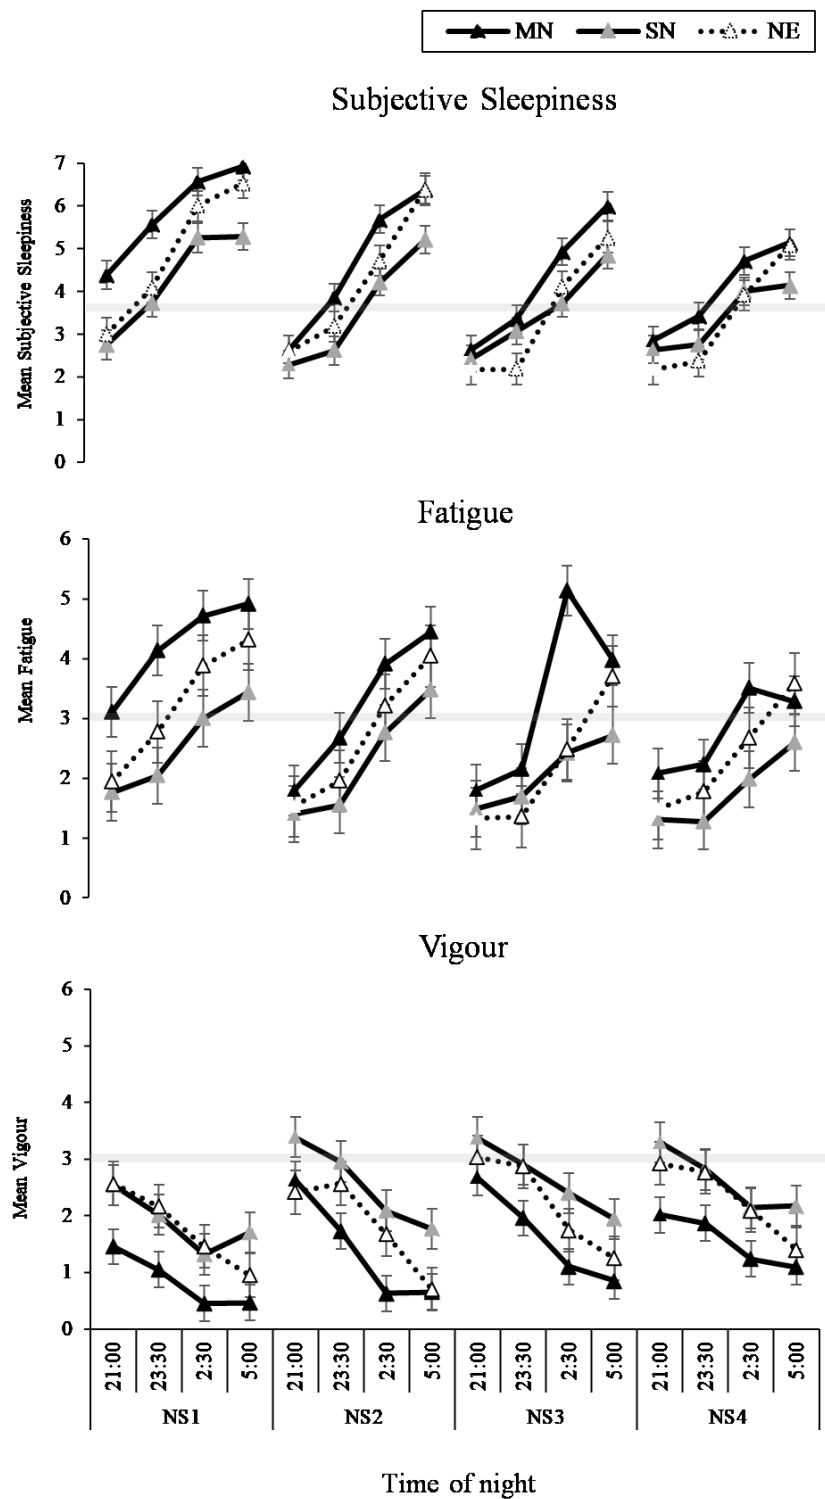 MN SN NE
Subjective Sleepiness
Mean Subjective Sleepiness
7
6
5
4
3
2
1
0
Fatigue
Mean Fatigue
6
5
4
3
2
1
0
Vigour
Mean Vigour
6
5
4
3
2
1
0
21:00 23:30 2:30 5:00 21:00 23:30 2:30 5:00 21:00 23:30 2:30 5:00 21:00 23:30 2:30 5:00
NS1 NS2 NS3 NS4
Time of night